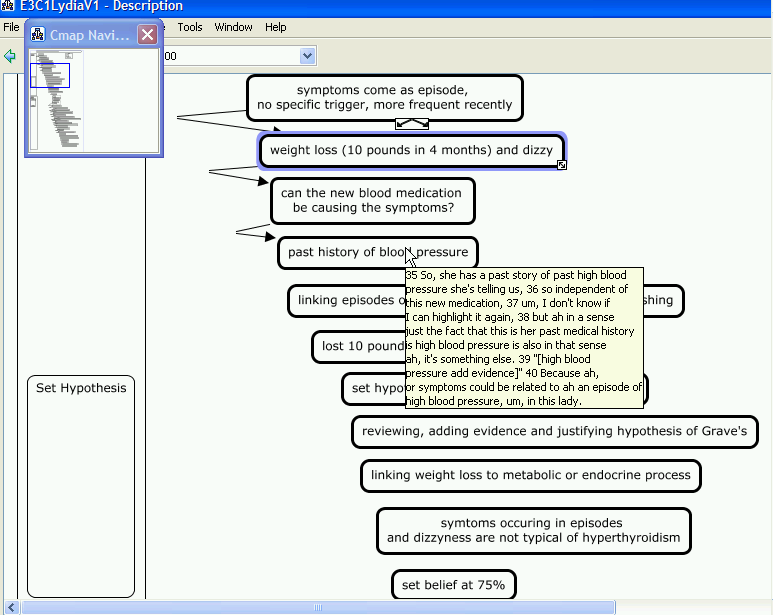 E3C1LydiaV1 - Description
File Tools Window Help
Cmap Navi...
00
symptoms come as episode,
no specific trigger, more frequent recently
weight loss (10 pounds in 4 months) and dizzy
can the new blood medication
be causing the symptoms?
past history of blood pressure
35 So, she has a past story of past high blood
pressure she's telling us, 36 so independent of
this new medication, 37 um, I don't know if
I can highlight it again, 38 but ah in a sense
just the fact that this is her past medical history
is high blood pressure is also in that sense
ah, it's something else. 39 "[high blood
pressure add evidence]" 40 Because ah,
or symptoms could be related to ah an episode of
high blood pressure, um, in this lady.
linking episodes o shing
lost 10 pound
Set Hypothesis
set hypo
reviewing, adding evidence and justifying hypothesis of Grave's
linking weight loss to metabolic or endocrine process
symtoms occuring in episodes
and dizzyness are not typical of hyperthyroidism
set belief at 75%